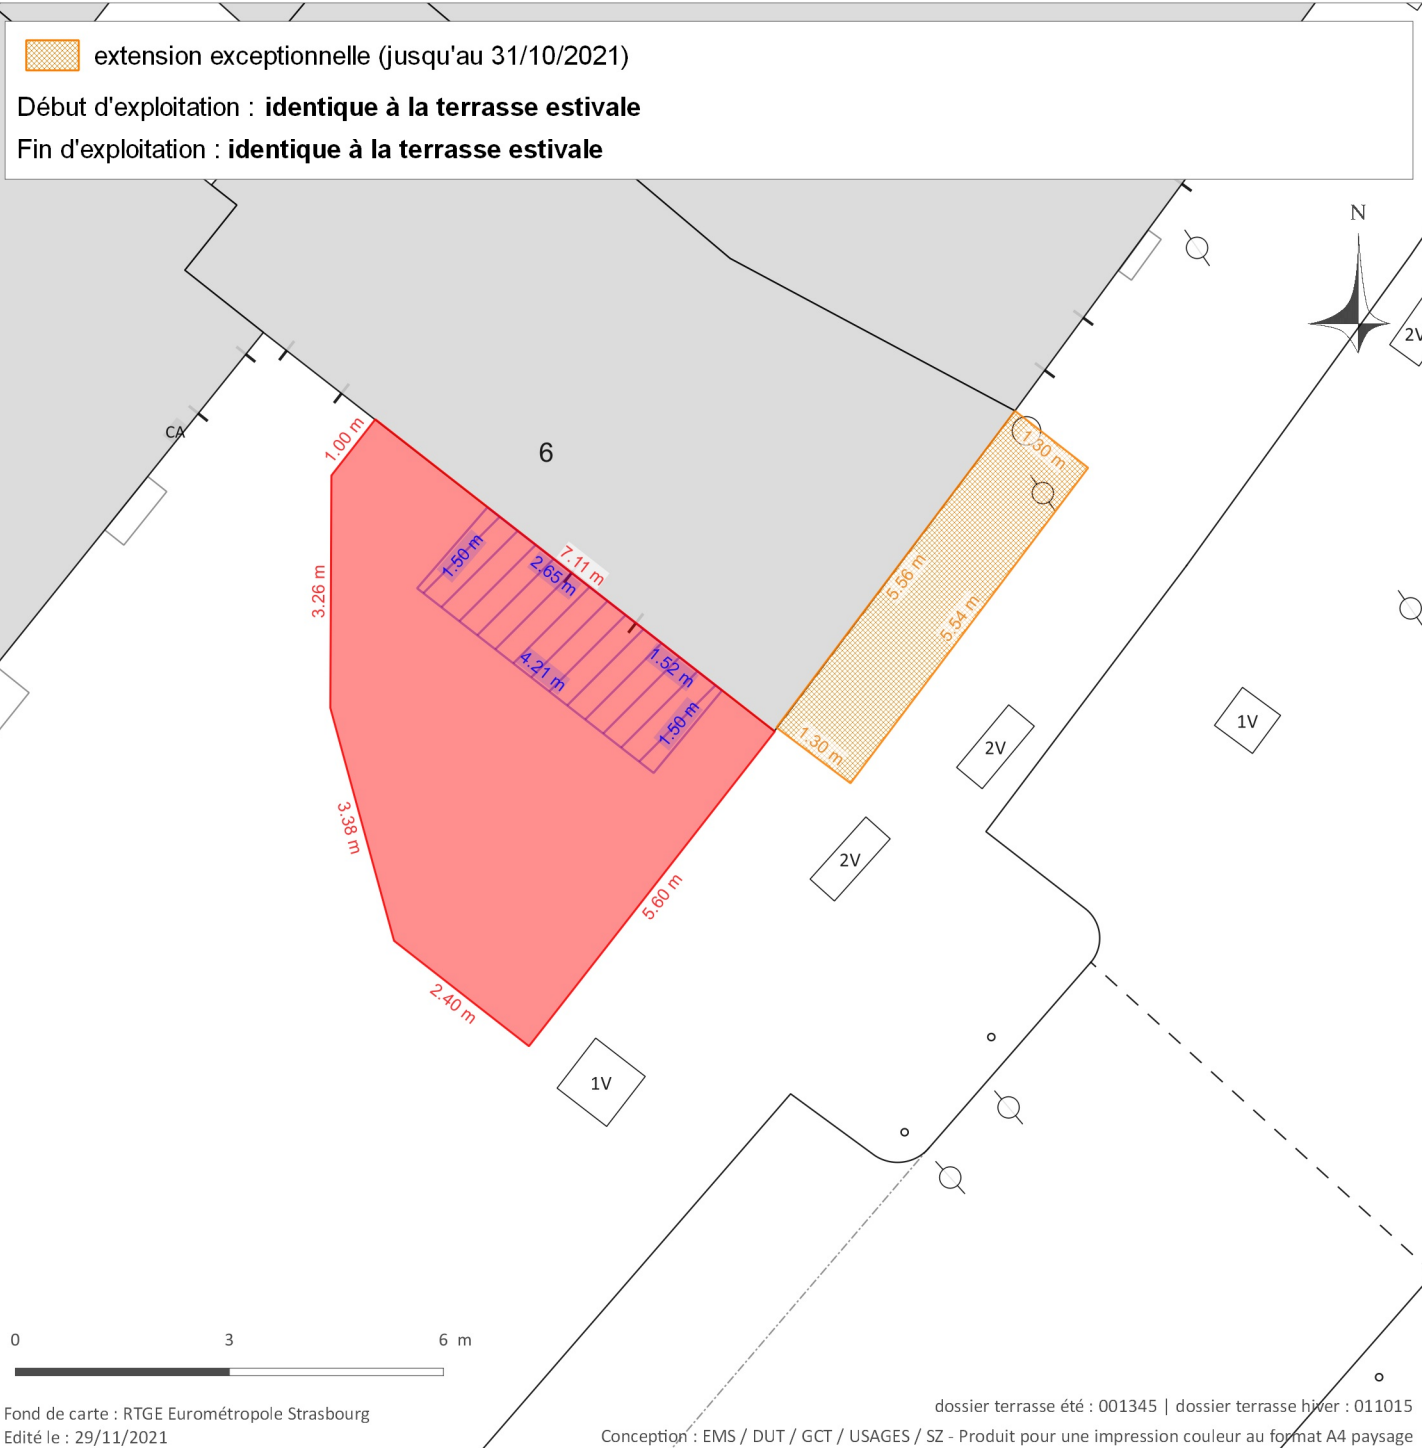 extension exceptionnelle (jusqu'au 31/10/2021)
Début d'exploitation : identique à la terrasse estivale
Fin d'exploitation : identique à la terrasse estivale
N
2V
CA
6
1.00 m
1.30 m
7.11 m
1.50 m
2.65 m
5.56 m
3.26 m
5.54 m
4.21 m
1.52 m
1.50 m
1.30 m
2V
1V
3.38 m
2V
5.60 m
2.40 m
1V
0 3 6 m
Fond de carte : RTGE Eurométropole Strasbourg
Edité le : 29/11/2021
dossier terrasse été : 001345 | dossier terrasse hiver : 011015
Conception : EMS / DUT / GCT / USAGES / SZ - Produit pour une impression couleur au format A4 paysage